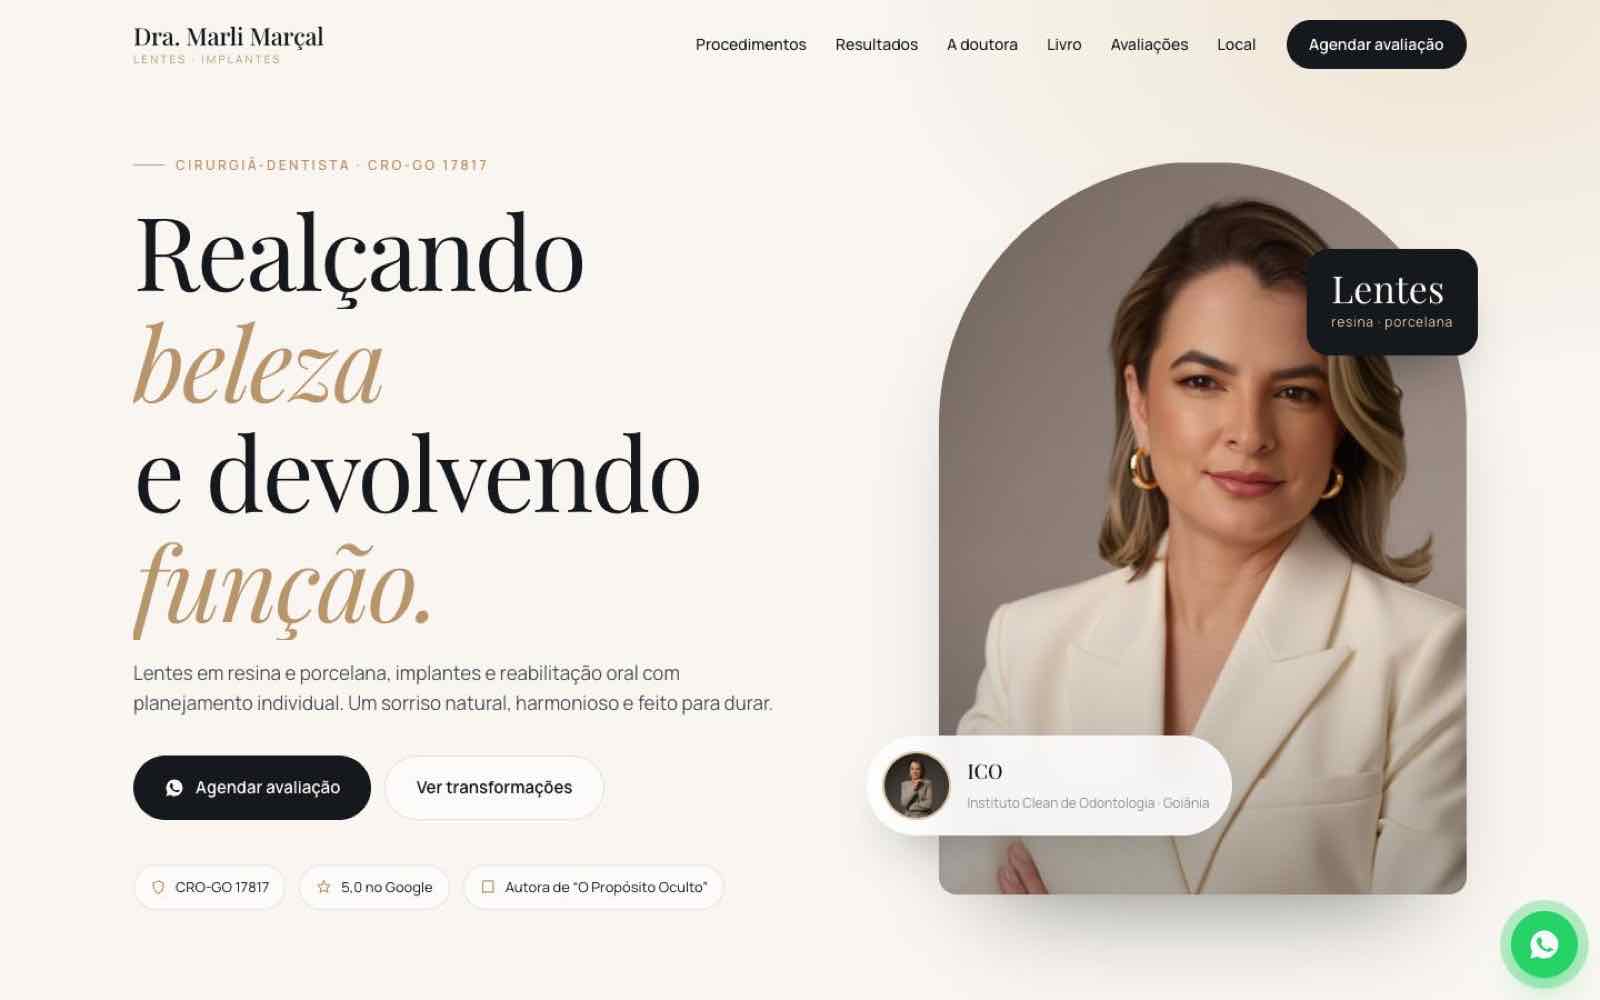 Dra. Marli Marçal
LENTES · IMPLANTES
Procedimentos
Resultados
A doutora
Livro
Avaliações
Local
Agendar avaliação
CIRURGIÃ-DENTISTA · CRO-GO 17817
Realçando
beleza
e devolvendo
função.
Lentes em resina e porcelana, implantes e reabilitação oral com
planejamento individual. Um sorriso natural, harmonioso e feito para durar.
Agendar avaliação
Ver transformações
CRO-GO 17817
5,0 no Google
Autora de “O Propósito Oculto”
Lentes
resina · porcelana
ICO
Instituto Clean de Odontologia · Goiânia